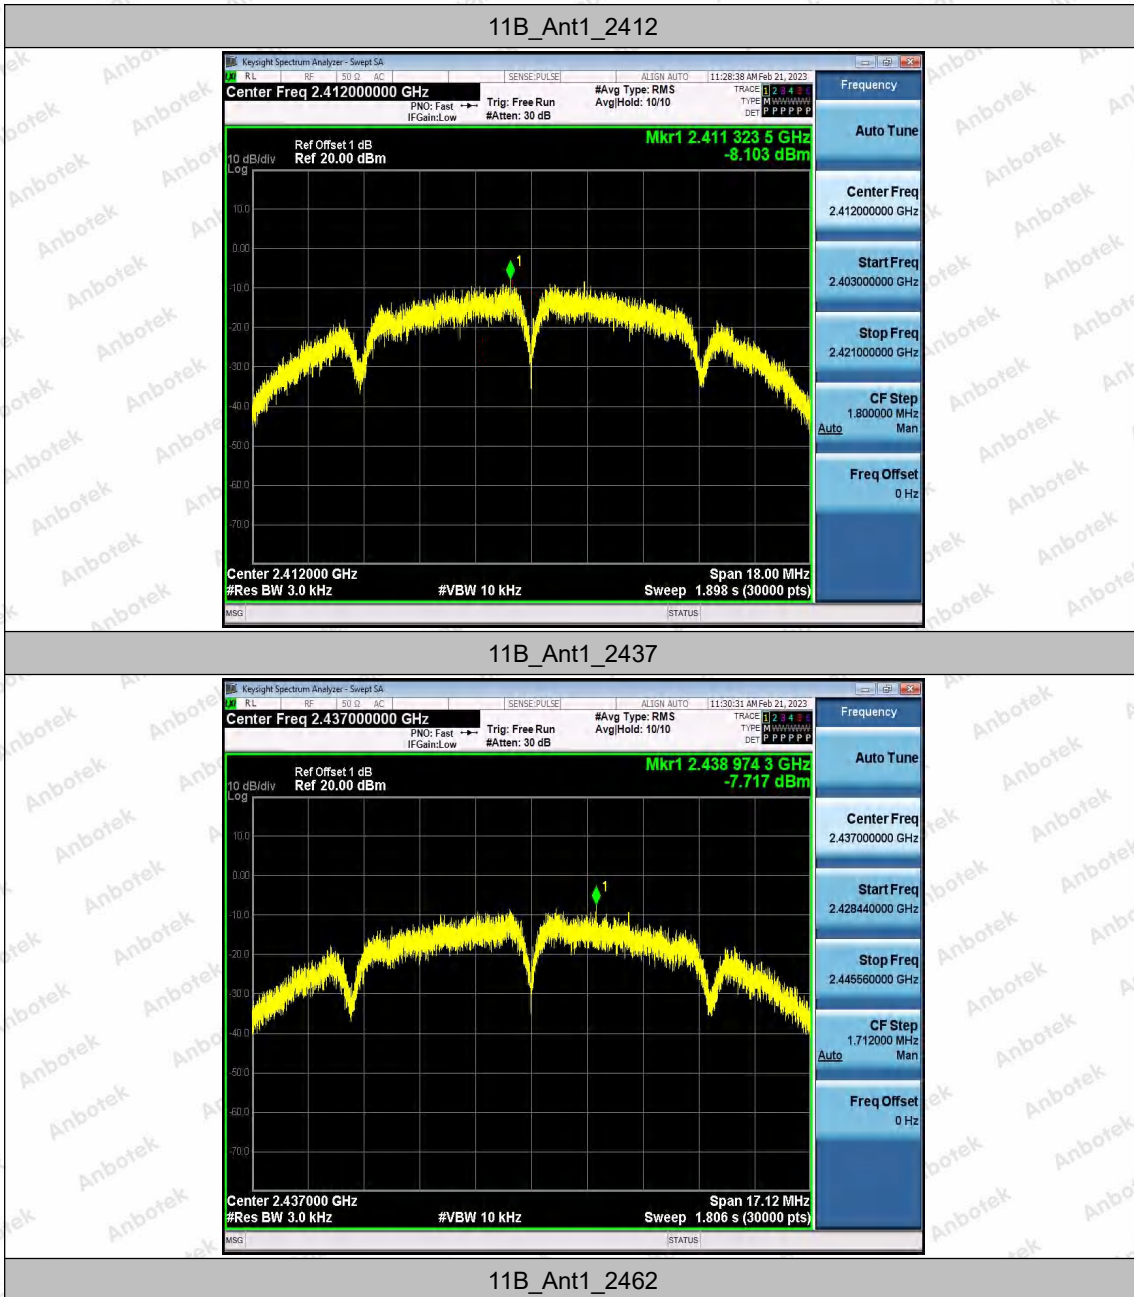 11B_Ant1_2412
Keysight Spectrum Analyzer - Swept SA
LXI RL RF 50 Ω AC SENSE:PULSE ALIGN AUTO 11:28:38 AM Feb 21, 2023
Center Freq 2.412000000 GHz
#Avg Type: RMS
TRACE 1 2 3 4 5 6
PNO: Fast
Trig: Free Run
Avg|Hold: 10/10
TYPE M WWWWW
IFGain:Low
#Atten: 30 dB
DET P P P P P P
Mkr1 2.411 323 5 GHz
-8.103 dBm
Ref Offset 1 dB
10 dB/div Ref 20.00 dBm
Log
10.0
0.00
-10.0
-20.0
-30.0
-40.0
-50.0
-60.0
-70.0
1
Center 2.412000 GHz
Span 18.00 MHz
#Res BW 3.0 kHz
#VBW 10 kHz
Sweep 1.898 s (30000 pts)
MSG
STATUS
Frequency
Auto Tune
Center Freq
2.412000000 GHz
Start Freq
2.403000000 GHz
Stop Freq
2.421000000 GHz
CF Step
1.800000 MHz
Auto Man
Freq Offset
0 Hz
11B_Ant1_2437
Keysight Spectrum Analyzer - Swept SA
LXI RL RF 50 Ω AC SENSE:PULSE ALIGN AUTO 11:30:31 AM Feb 21, 2023
Center Freq 2.437000000 GHz
#Avg Type: RMS
TRACE 1 2 3 4 5 6
PNO: Fast
Trig: Free Run
Avg|Hold: 10/10
TYPE M WWWWW
IFGain:Low
#Atten: 30 dB
DET P P P P P P
Mkr1 2.438 974 3 GHz
-7.717 dBm
Ref Offset 1 dB
10 dB/div Ref 20.00 dBm
Log
10.0
0.00
-10.0
-20.0
-30.0
-40.0
-50.0
-60.0
-70.0
1
Center 2.437000 GHz
Span 17.12 MHz
#Res BW 3.0 kHz
#VBW 10 kHz
Sweep 1.806 s (30000 pts)
MSG
STATUS
Frequency
Auto Tune
Center Freq
2.437000000 GHz
Start Freq
2.428440000 GHz
Stop Freq
2.445560000 GHz
CF Step
1.712000 MHz
Auto Man
Freq Offset
0 Hz
11B_Ant1_2462
Anbotek